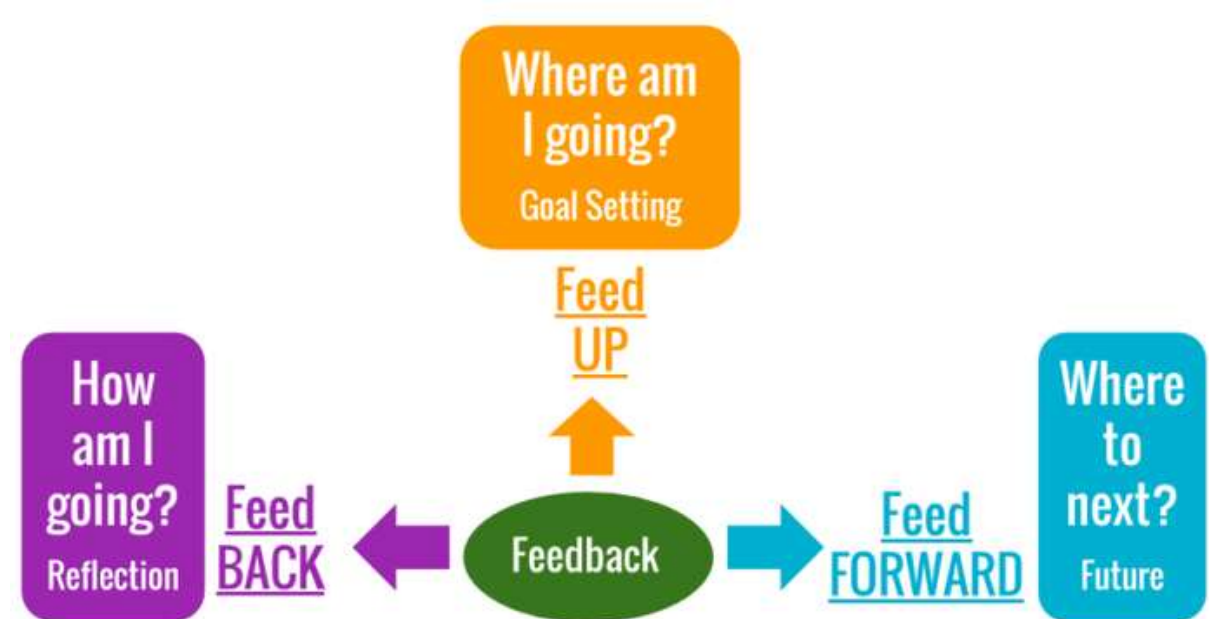 Where am
I going?
Goal Setting
Feed
UP
How
am I
going?
Reflection
Feed
BACK
Feedback
Feed
FORWARD
Where
to
next?
Future